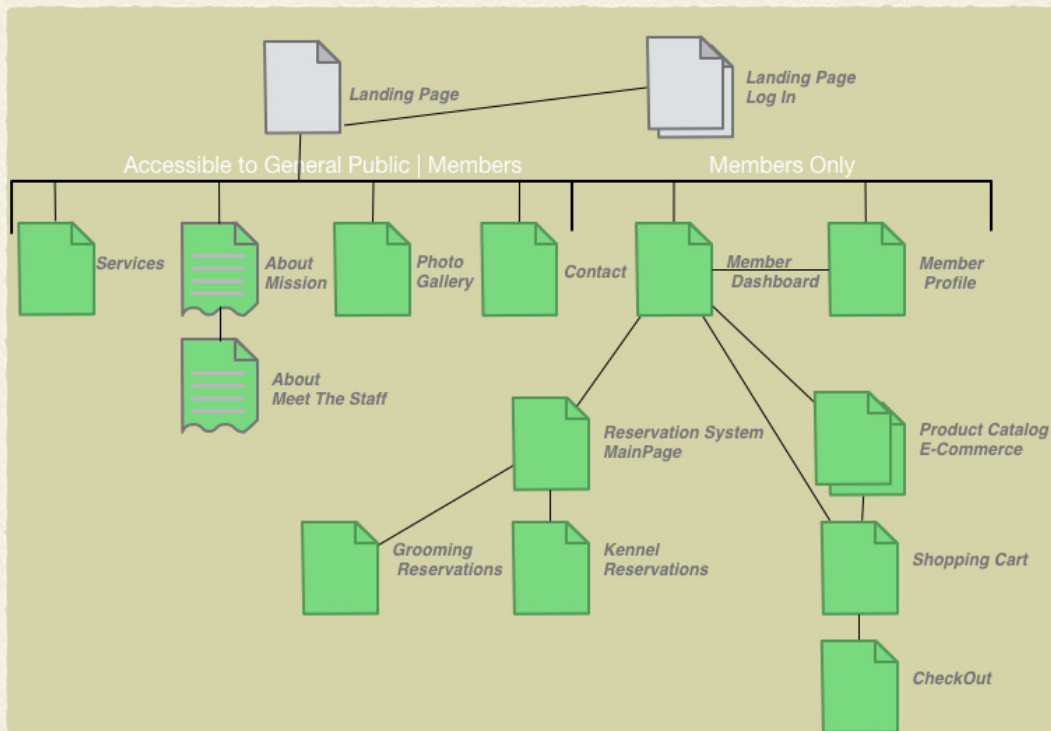 Landing Page
Landing Page
Log In
Accessible to General Public | Members
Members Only
Services
About
Mission
Photo
Gallery
Contact
Member
Dashboard
Member
Profile
About
Meet The Staff
Reservation System
MainPage
Product Catalog
E-Commerce
Grooming
Reservations
Kennel
Reservations
Shopping Cart
CheckOut